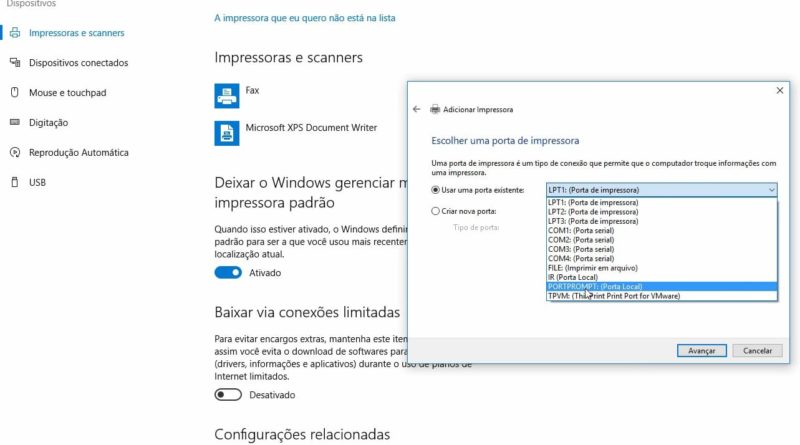 Dispositivos
Impressoras e scanners
Dispositivos conectados
Mouse e touchpad
Digitação
Reprodução Automática
USB
A impressora que eu quero não está na lista
Impressoras e scanners
Fax
Microsoft XPS Document Writer
Deixar o Windows gerenciar m
impressora padrão
Quando isso estiver ativado, o Windows defini
padrão para ser a que você usou mais recenter
localização atual.
Ativado
Baixar via conexões limitadas
Para evitar encargos extras, mantenha este iten
assim você evita o download de softwares para
(drivers, informações e aplicativos) durante o uso de planos de
Internet limitados.
Desativado
Configurações relacionadas
Adicionar Impressora
Escolher uma porta de impressora
Uma porta de impressora é um tipo de conexão que permite que o computador troque informações com
uma impressora.
Usar uma porta existente:
LPT1: (Porta de impressora)
LPT1: (Porta de impressora)
LPT2: (Porta de impressora)
LPT3: (Porta de impressora)
COM1: (Porta serial)
COM2: (Porta serial)
COM3: (Porta serial)
COM4: (Porta serial)
FILE: (Imprimir em arquivo)
IR (Porta Local)
PORTPROMPT: (Porta Local)
TPVM: (ThinPrint Print Port for VMware)
Criar nova porta:
Tipo de porta:
Avançar
Cancelar